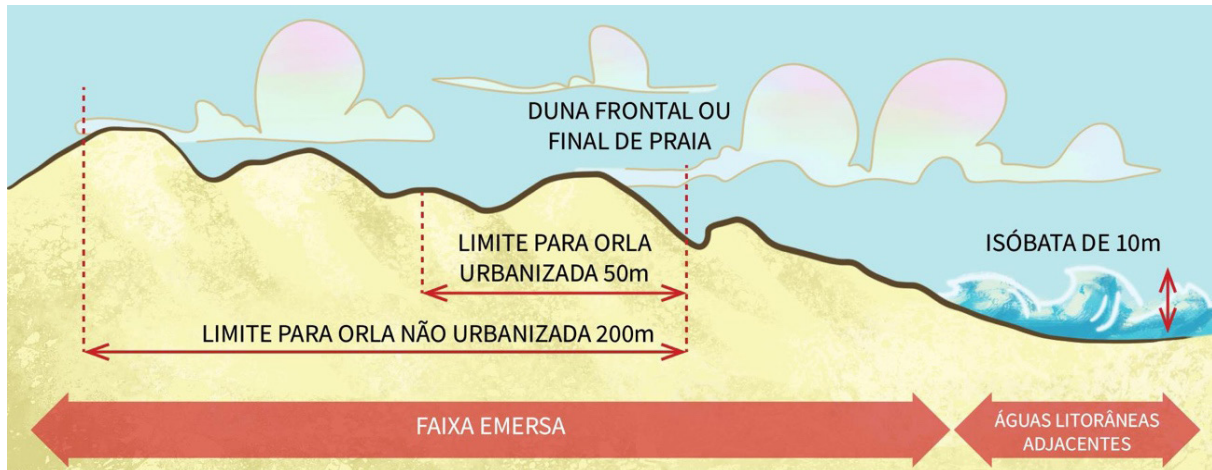 DUNA FRONTAL OU
FINAL DE PRAIA
LIMITE PARA ORLA
URBANIZADA 50m
ISÓBATA DE 10m
LIMITE PARA ORLA NÃO URBANIZADA 200m
FAIXA EMERSA
ÁGUAS LITORÂNEAS
ADJACENTES